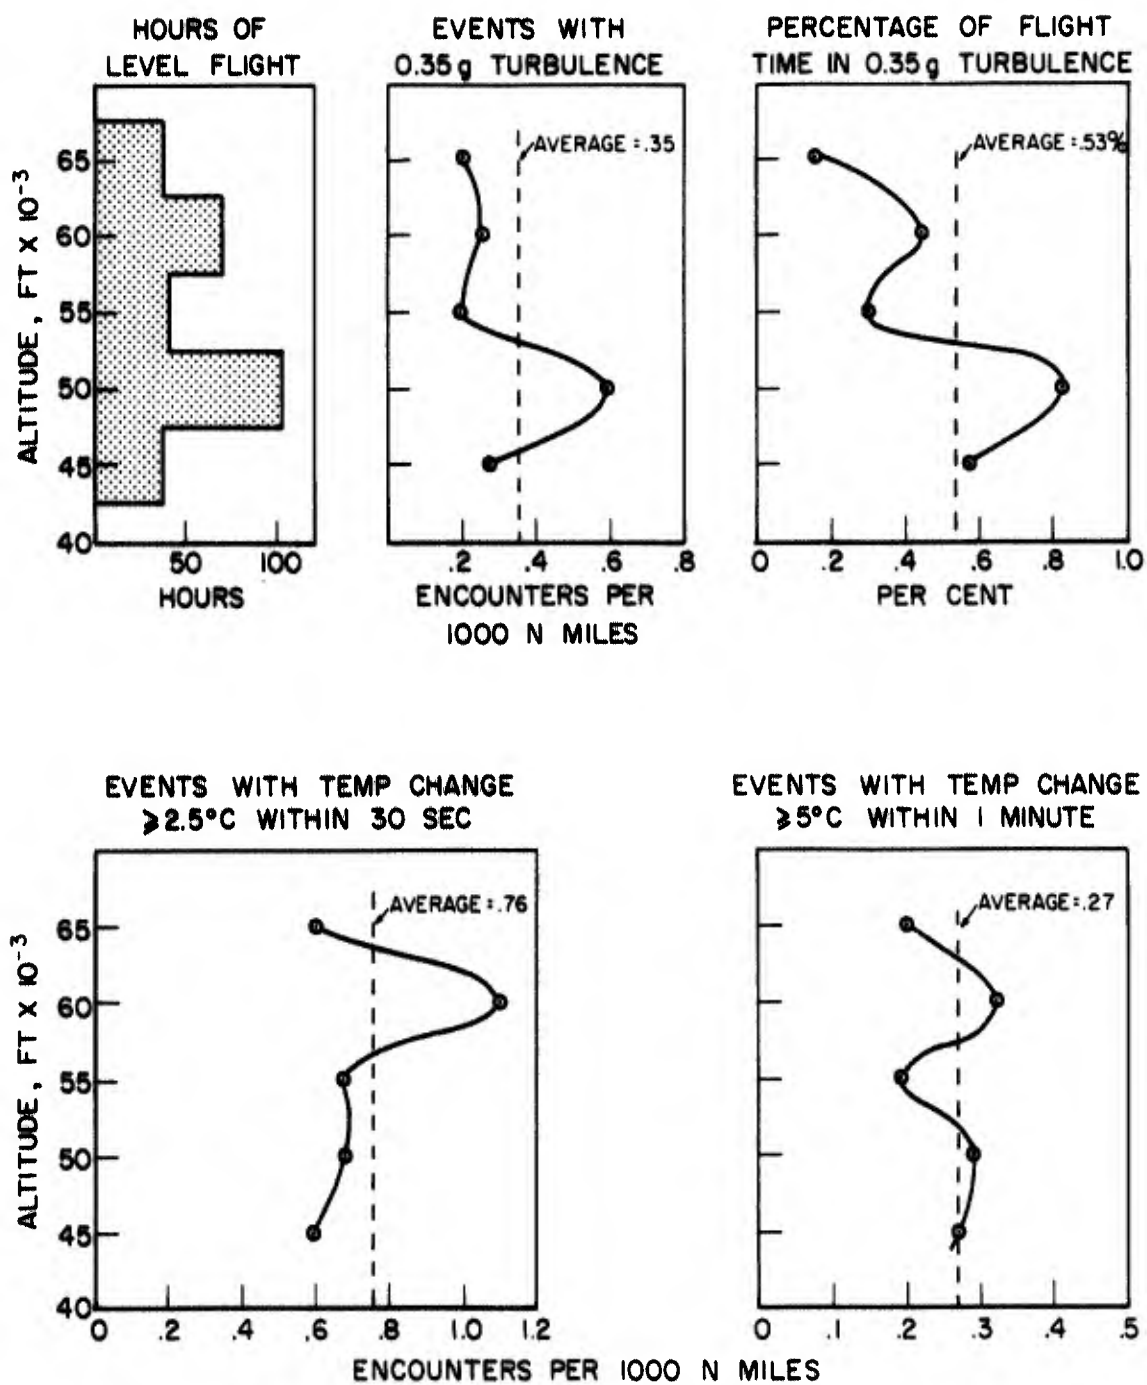 HOURS OF
LEVEL FLIGHT
EVENTS WITH
0.35g TURBULENCE
PERCENTAGE OF FLIGHT
TIME IN 0.35g TURBULENCE
ALTITUDE, FT X 10⁻³
65
60
55
50
45
40
50 100
HOURS
AVERAGE = .35
.2 .4 .6 .8
ENCOUNTERS PER
1000 N MILES
AVERAGE = .53%
0 .2 .4 .6 .8 1.0
PER CENT
EVENTS WITH TEMP CHANGE
≥2.5°C WITHIN 30 SEC
EVENTS WITH TEMP CHANGE
≥5°C WITHIN 1 MINUTE
ALTITUDE, FT X 10⁻³
65
60
55
50
45
40
AVERAGE = .76
0 .2 .4 .6 .8 1.0 1.2
AVERAGE = .27
0 .1 .2 .3 .4 .5
ENCOUNTERS PER 1000 N MILES